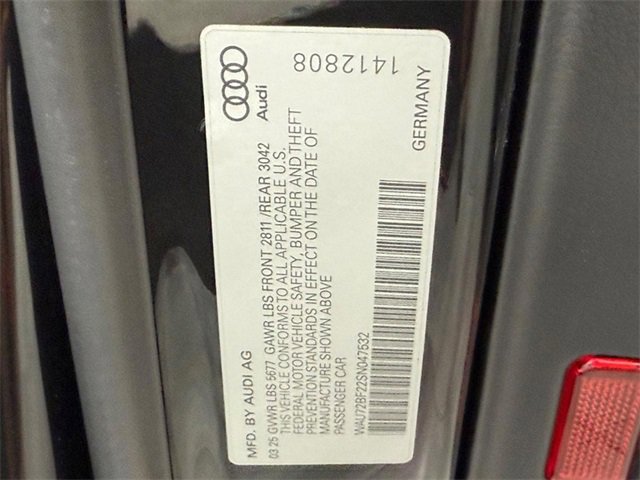 Audi
1412808
GERMANY
MFD. BY AUDI AG
03 25 GVWR LBS 5677 GAWR LBS FRONT 2811 /REAR 3042
THIS VEHICLE CONFORMS TO ALL APPLICABLE U.S.
FEDERAL MOTOR VEHICLE SAFETY, BUMPER AND THEFT
PREVENTION STANDARDS IN EFFECT ON THE DATE OF
MANUFACTURE SHOWN ABOVE
PASSENGER CAR
WAU72BF22SN047532